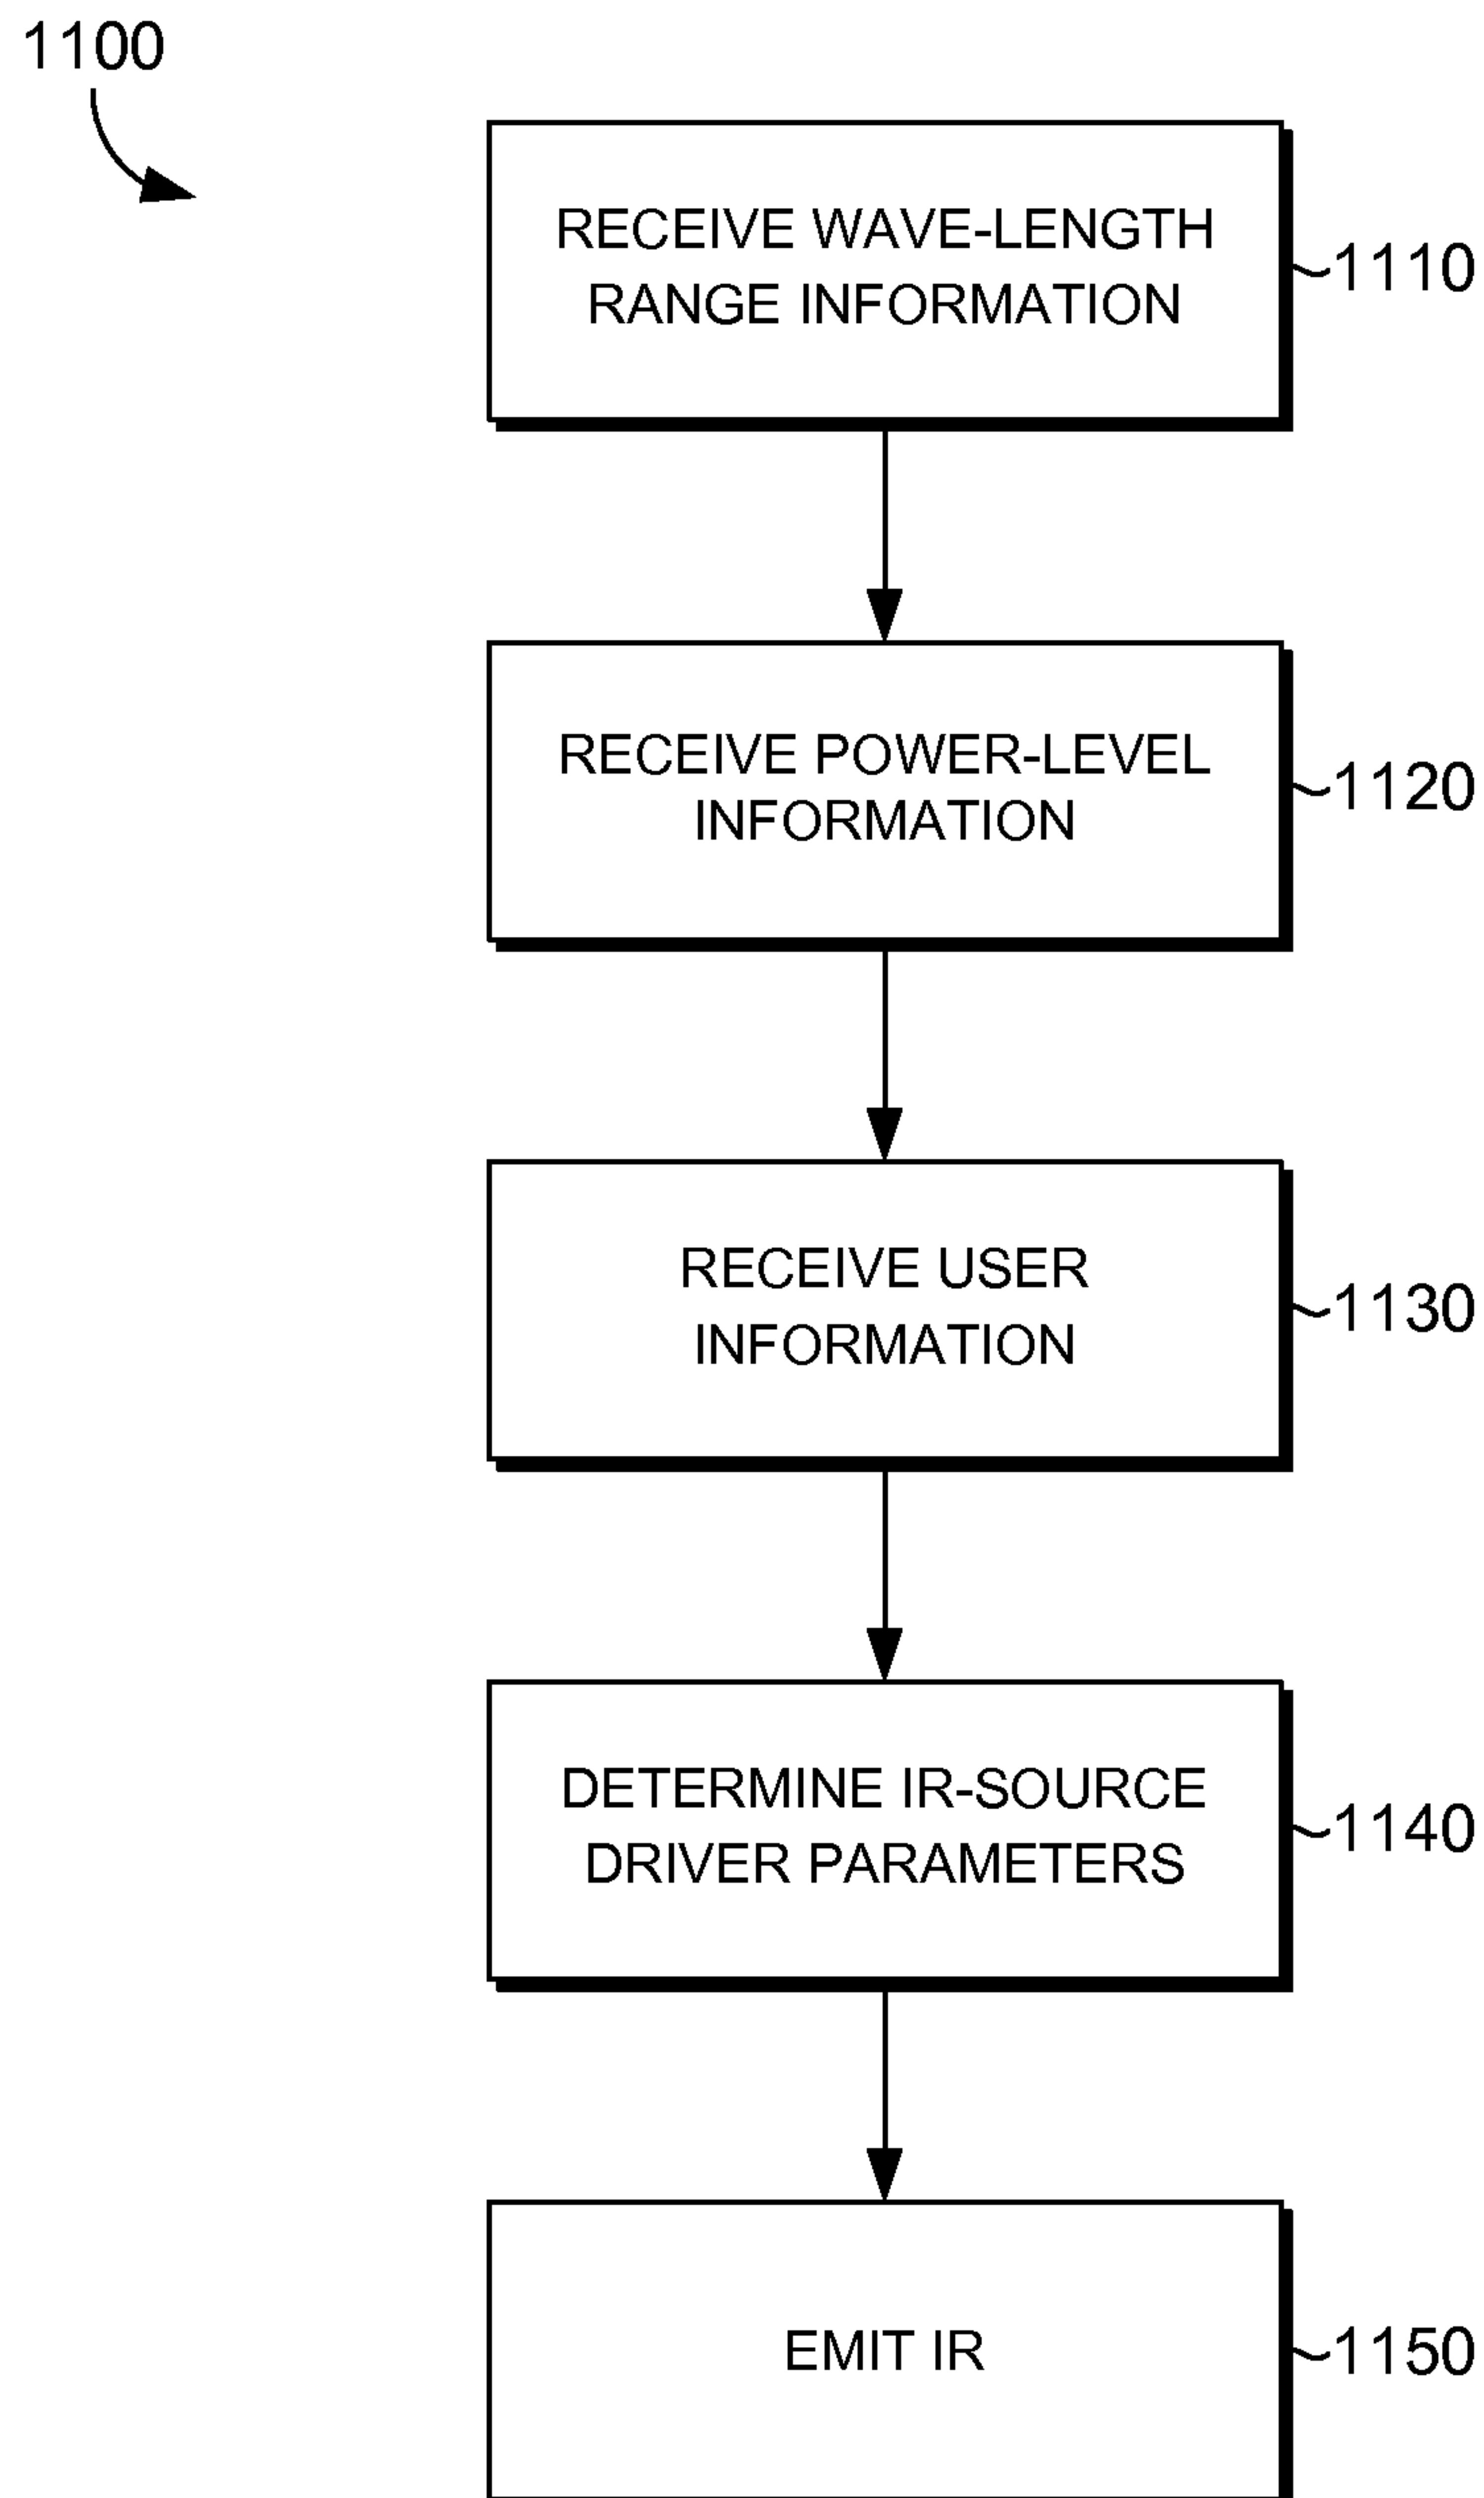 1100
RECEIVE WAVE-LENGTH
RANGE INFORMATION
1110
RECEIVE POWER-LEVEL
INFORMATION
1120
RECEIVE USER
INFORMATION
1130
DETERMINE IR-SOURCE
DRIVER PARAMETERS
1140
EMIT IR
1150